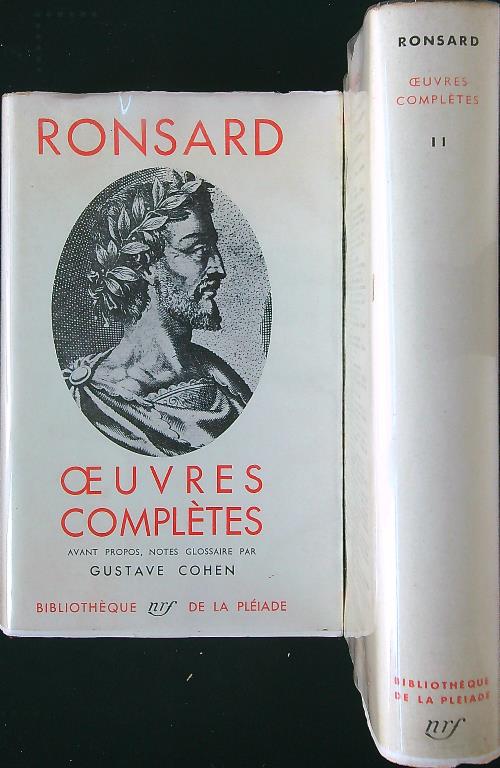 RONSARD
ŒUVRES
COMPLÈTES
AVANT PROPOS, NOTES GLOSSAIRE PAR
GUSTAVE COHEN
BIBLIOTHÈQUE nrf DE LA PLÉIADE
RONSARD
ŒUVRES
COMPLÈTES
II
BIBLIOTHÈQUE
DE LA PLÉIADE
nrf